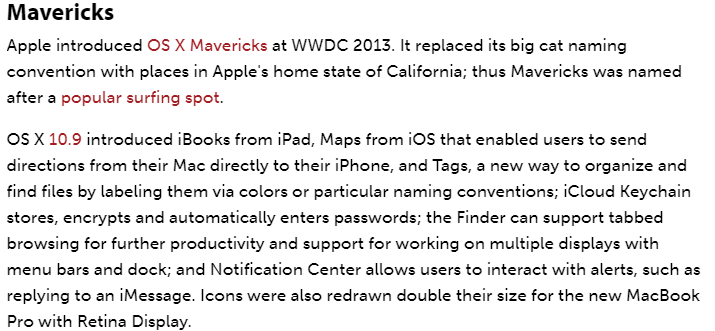 Mavericks
Apple introduced OS X Mavericks at WWDC 2013. It replaced its big cat naming
convention with places in Apple's home state of California; thus Mavericks was named
after a popular surfing spot.
OS X 10.9 introduced iBooks from iPad, Maps from iOS that enabled users to send
directions from their Mac directly to their iPhone, and Tags, a new way to organize and
find files by labeling them via colors or particular naming conventions; iCloud Keychain
stores, encrypts and automatically enters passwords; the Finder can support tabbed
browsing for further productivity and support for working on multiple displays with
menu bars and dock; and Notification Center allows users to interact with alerts, such as
replying to an iMessage. Icons were also redrawn double their size for the new MacBook
Pro with Retina Display.